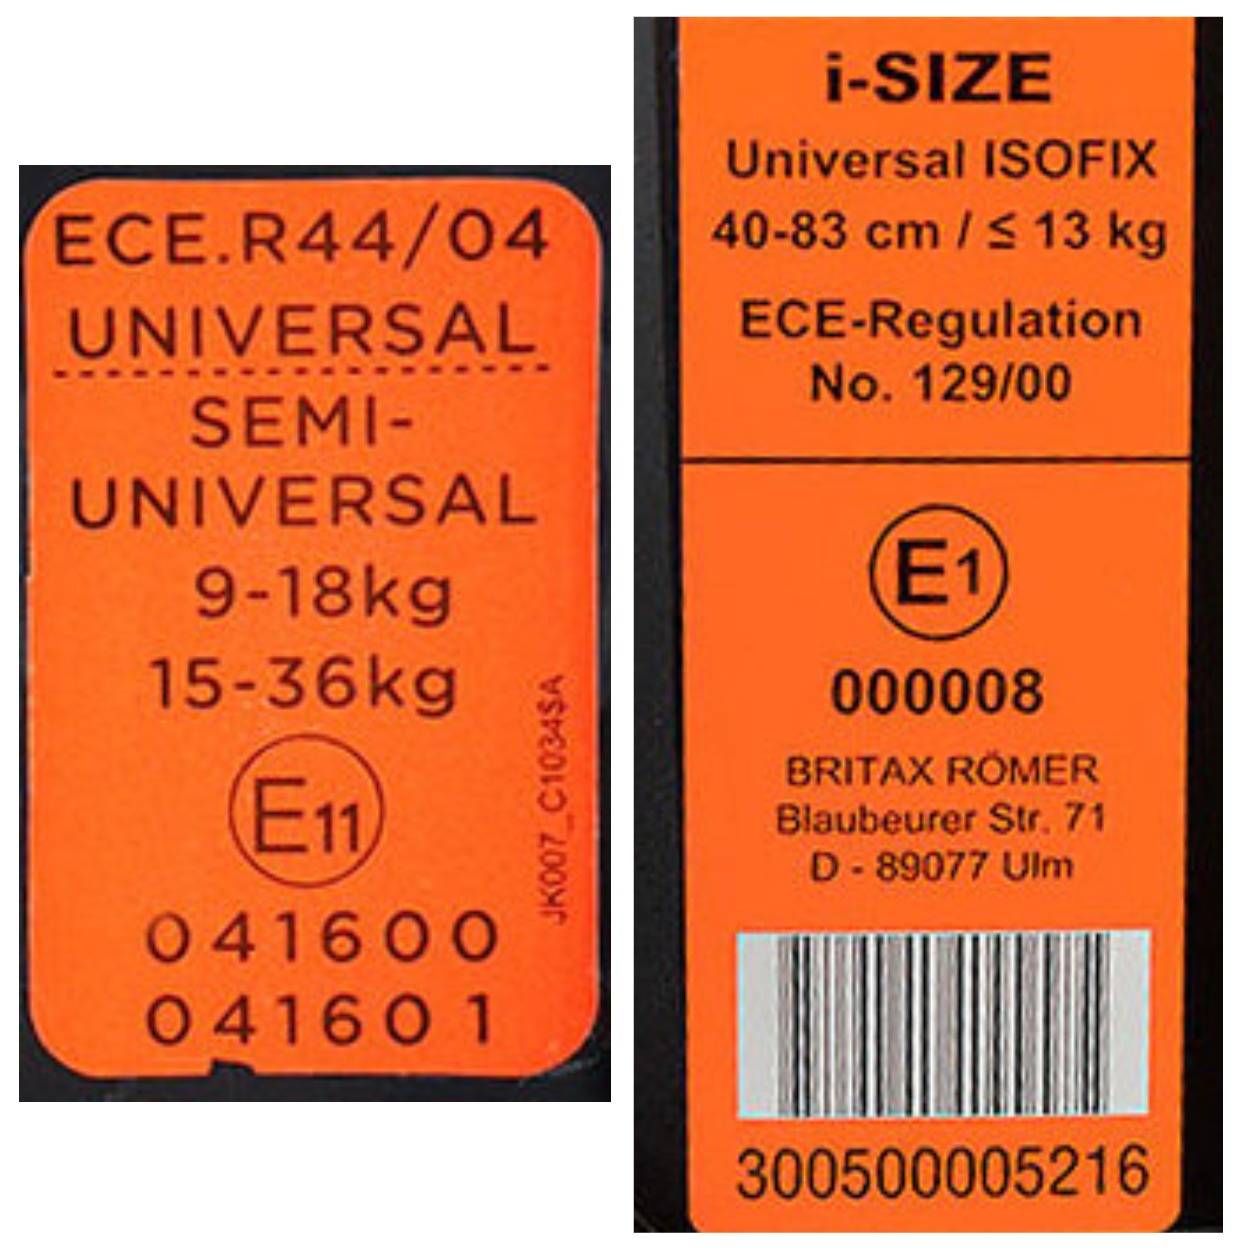 ECE.R44/04
UNIVERSAL
SEMI-
UNIVERSAL
9-18kg
15-36kg
E11
041600
041601
JK007_C1034SA
i-SIZE
Universal ISOFIX
40-83 cm / ≤ 13 kg
ECE-Regulation
No. 129/00
E1
000008
BRITAX RÖMER
Blaubeurer Str. 71
D - 89077 Ulm
300500005216